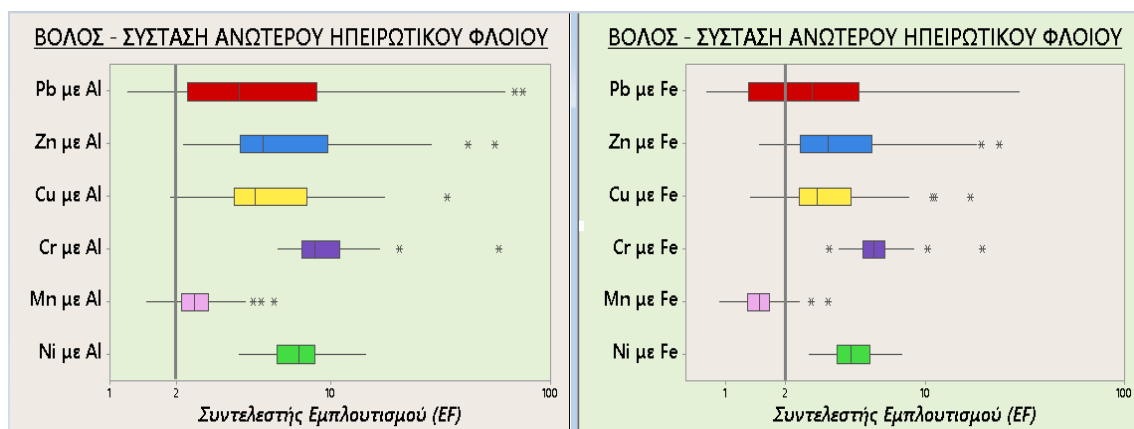 ΒΟΛΟΣ - ΣΥΣΤΑΣΗ ΑΝΩΤΕΡΟΥ ΗΠΕΙΡΩΤΙΚΟΥ ΦΛΟΙΟΥ
Pb με Al
Zn με Al
Cu με Al
Cr με Al
Mn με Al
Ni με Al
1 2 10 100
Συντελεστής Εμπλουτισμού (EF)
ΒΟΛΟΣ - ΣΥΣΤΑΣΗ ΑΝΩΤΕΡΟΥ ΗΠΕΙΡΩΤΙΚΟΥ ΦΛΟΙΟΥ
Pb με Fe
Zn με Fe
Cu με Fe
Cr με Fe
Mn με Fe
Ni με Fe
1 2 10 100
Συντελεστής Εμπλουτισμού (EF)